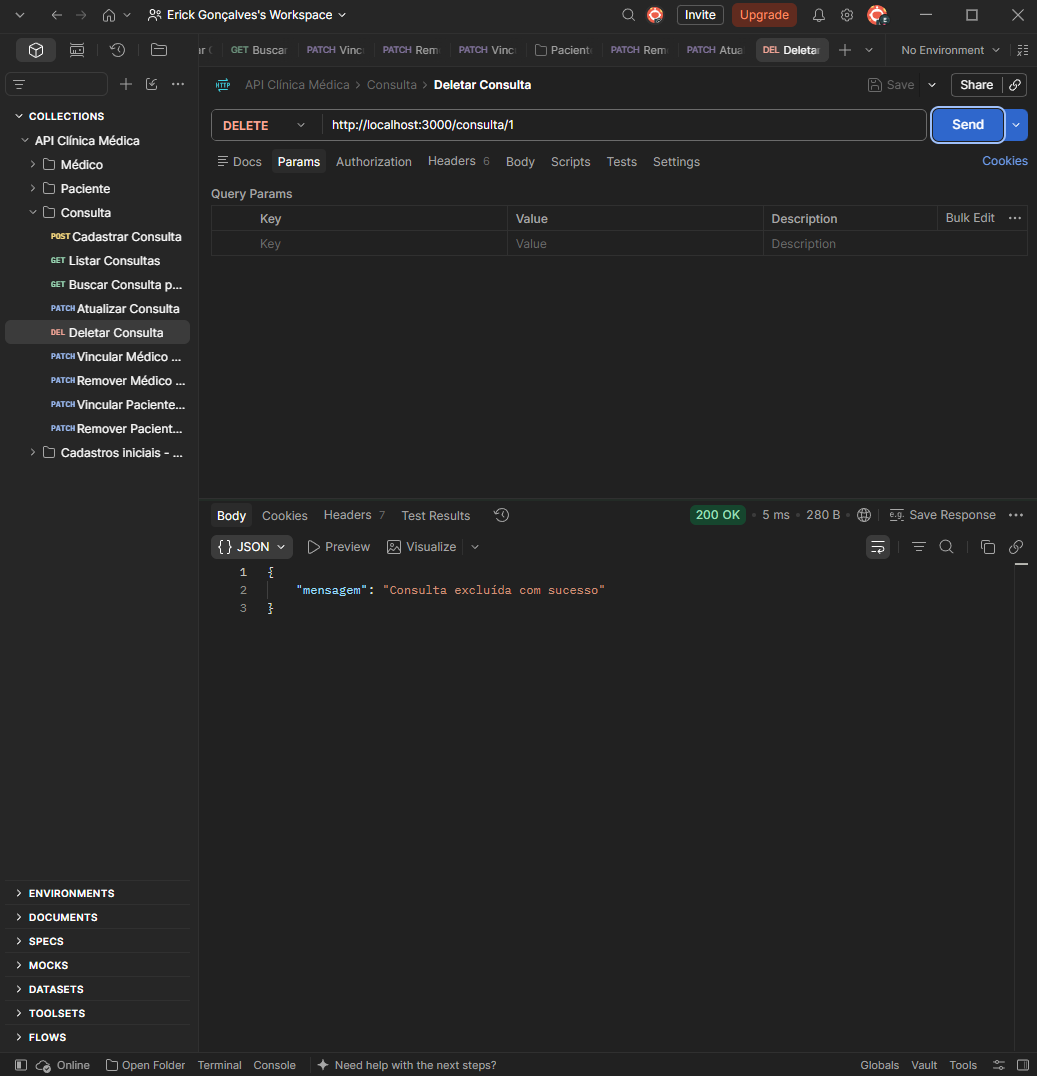 Erick Gonçalves's Workspace
Invite
Upgrade
GET Buscar
PATCH Vinc
PATCH Rem
PATCH Vinc
Pacient
PATCH Rem
PATCH Atua
DEL Deletar
No Environment
API Clínica Médica > Consulta > Deletar Consulta
Save
Share
COLLECTIONS
API Clínica Médica
Médico
Paciente
Consulta
POST Cadastrar Consulta
GET Listar Consultas
GET Buscar Consulta p...
PATCH Atualizar Consulta
DEL Deletar Consulta
PATCH Vincular Médico ...
PATCH Remover Médico ...
PATCH Vincular Paciente...
PATCH Remover Pacient...
Cadastros iniciais - ...
DELETE
http://localhost:3000/consulta/1
Send
Docs Params Authorization Headers 6 Body Scripts Tests Settings
Cookies
Query Params
Key Value Description Bulk Edit
Key Value Description
Body Cookies Headers 7 Test Results
200 OK • 5 ms • 280 B •
e.g. Save Response
{ } JSON Preview Visualize
1 {
2 "mensagem": "Consulta excluída com sucesso"
3 }
ENVIRONMENTS
DOCUMENTS
SPECS
MOCKS
DATASETS
TOOLSETS
FLOWS
Online Open Folder Terminal Console Need help with the next steps?
Globals Vault Tools